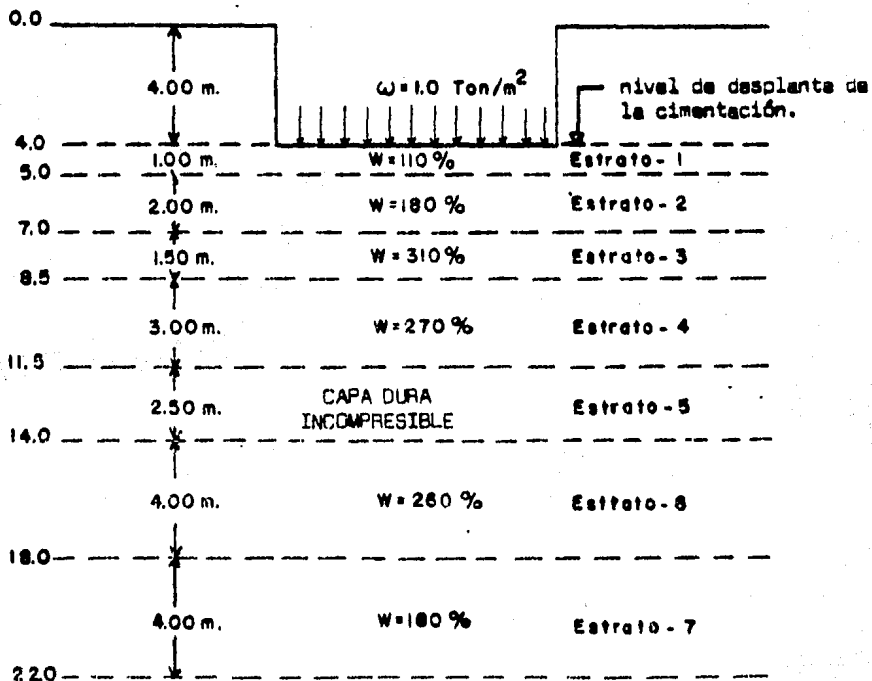 0.0
4.00 m.
ω=1.0 Ton/m²
nivel de desplante de
la cimentación.
4.0
1.00 m.
W=110 %
Estrato-1
5.0
2.00 m.
W=180 %
Estrato-2
7.0
1.50 m.
W=310 %
Estrato-3
8.5
3.00 m.
W=270 %
Estrato-4
11.5
2.50 m.
CAPA DURA
INCOMPRESIBLE
Estrato-5
14.0
4.00 m.
W=260 %
18.0
4.00 m.
W=180 %
Estrato-7
22.0